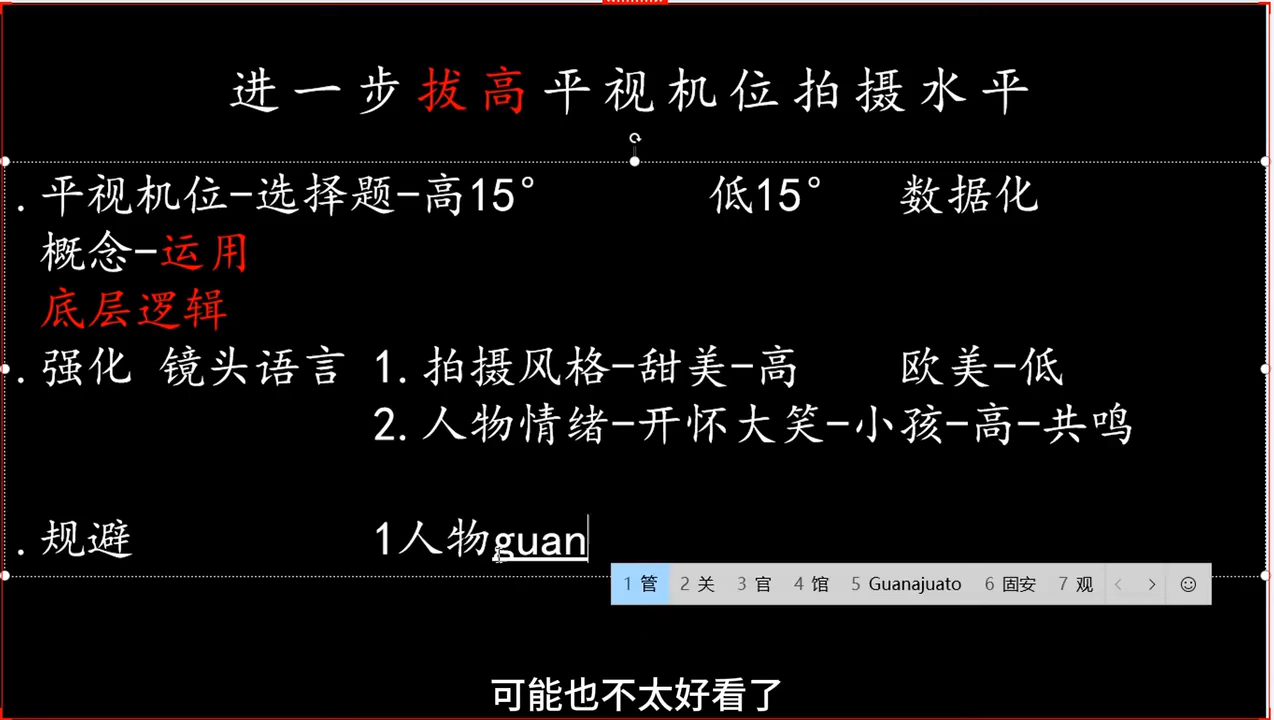 进一步拔高平视机位拍摄水平
. 平视机位-选择题-高15° 低15° 数据化
概念-运用
底层逻辑
. 强化 镜头语言 1. 拍摄风格-甜美-高 欧美-低
2. 人物情绪-开怀大笑-小孩-高-共鸣
. 规避 1人物guan
1 管 2 关 3 官 4 馆 5 Guanajuato 6 固安 7 观
可能也不太好看了